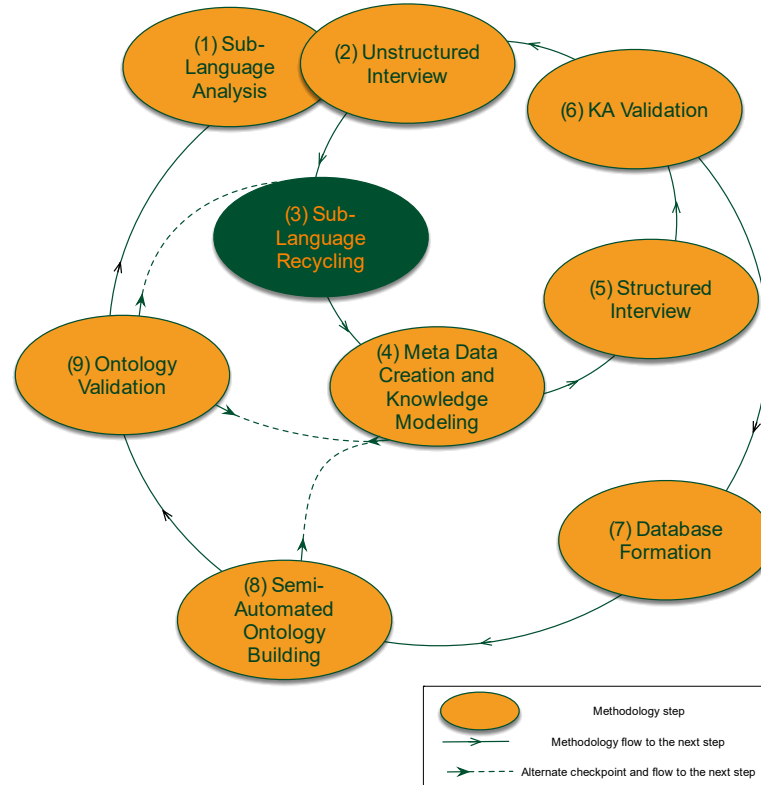 (1) Sub-
Language
Analysis
(2) Unstructured
Interview
(6) KA Validation
(3) Sub-
Language
Recycling
(5) Structured
Interview
(4) Meta Data
Creation and
Knowledge
Modeling
(9) Ontology
Validation
(7) Database
Formation
(8) Semi-
Automated
Ontology
Building
Methodology step
Methodology flow to the next step
Alternate checkpoint and flow to the next step